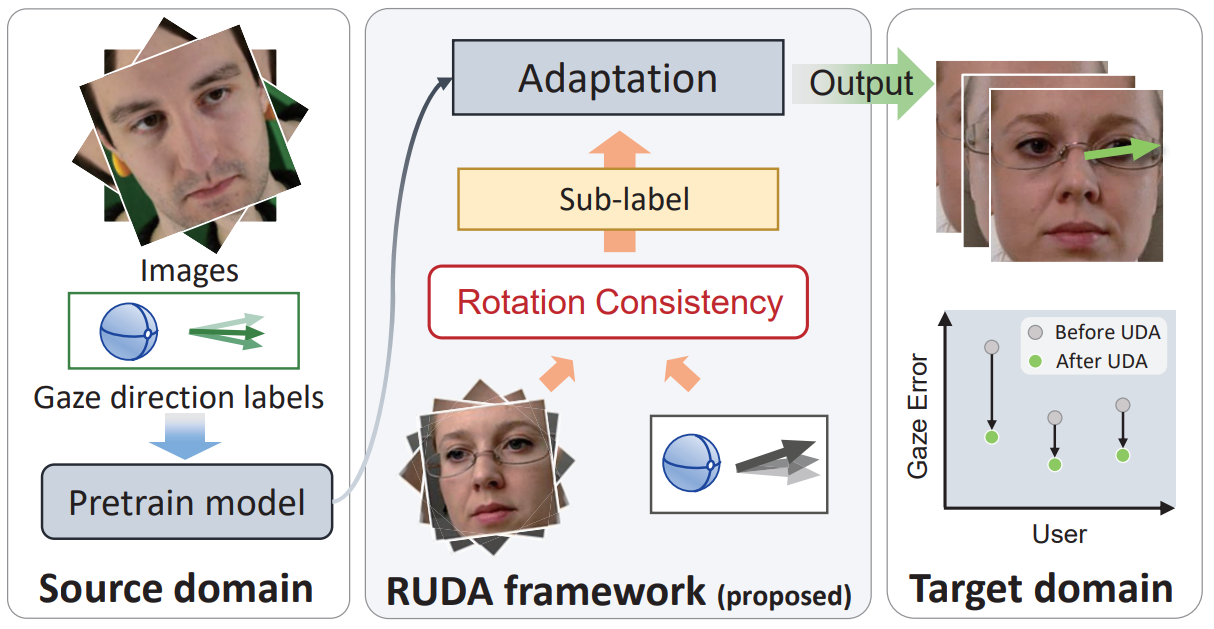 Images
Gaze direction labels
Pretrain model
Source domain
Adaptation
Sub-label
Rotation Consistency
RUDA framework (proposed)
Output
Before UDA
After UDA
Gaze Error
User
Target domain